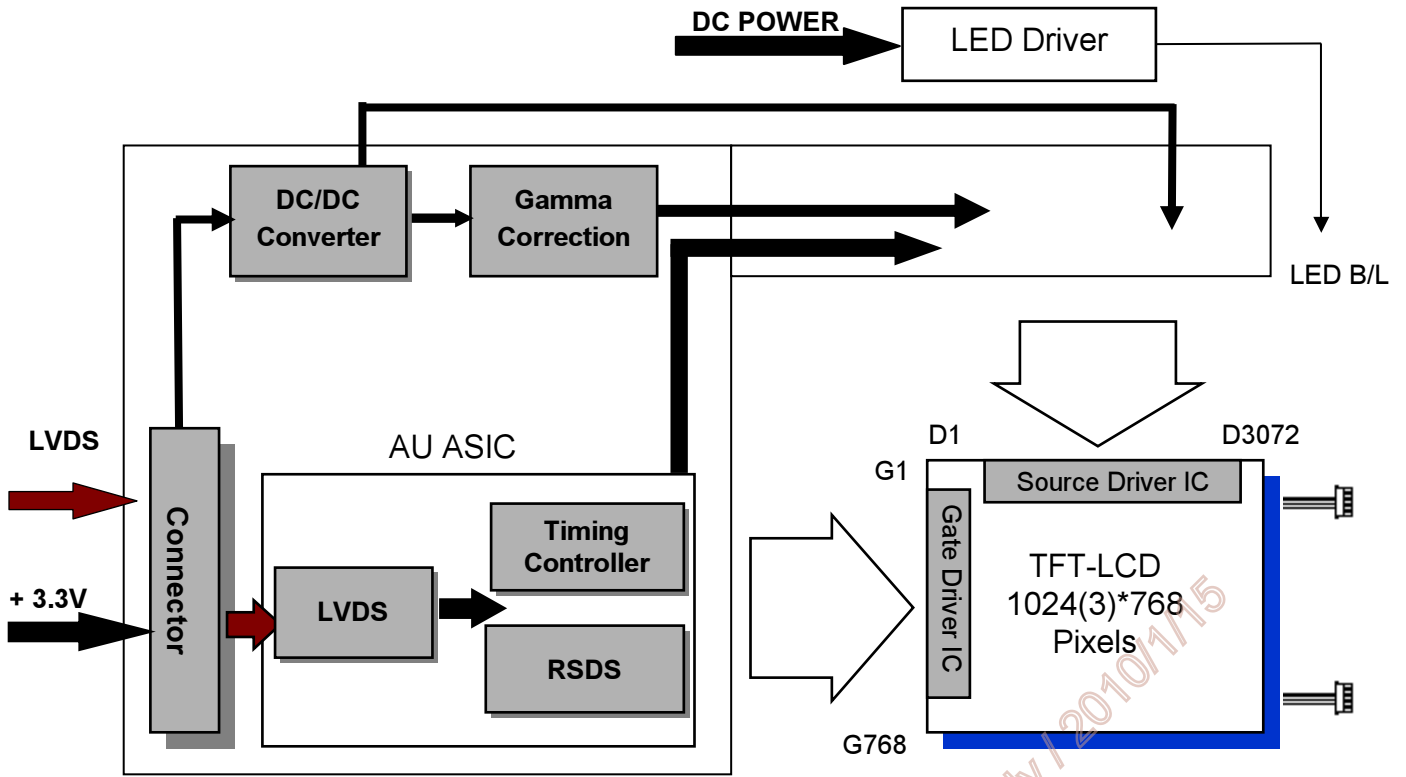 DC POWER
LED Driver
DC/DC
Converter
Gamma
Correction
LED B/L
LVDS
+ 3.3V
Connector
AU ASIC
LVDS
Timing
Controller
RSDS
D1
D3072
G1
G768
Source Driver IC
Gate Driver IC
TFT-LCD
1024(3)*768
Pixels
/ 2010/1/15